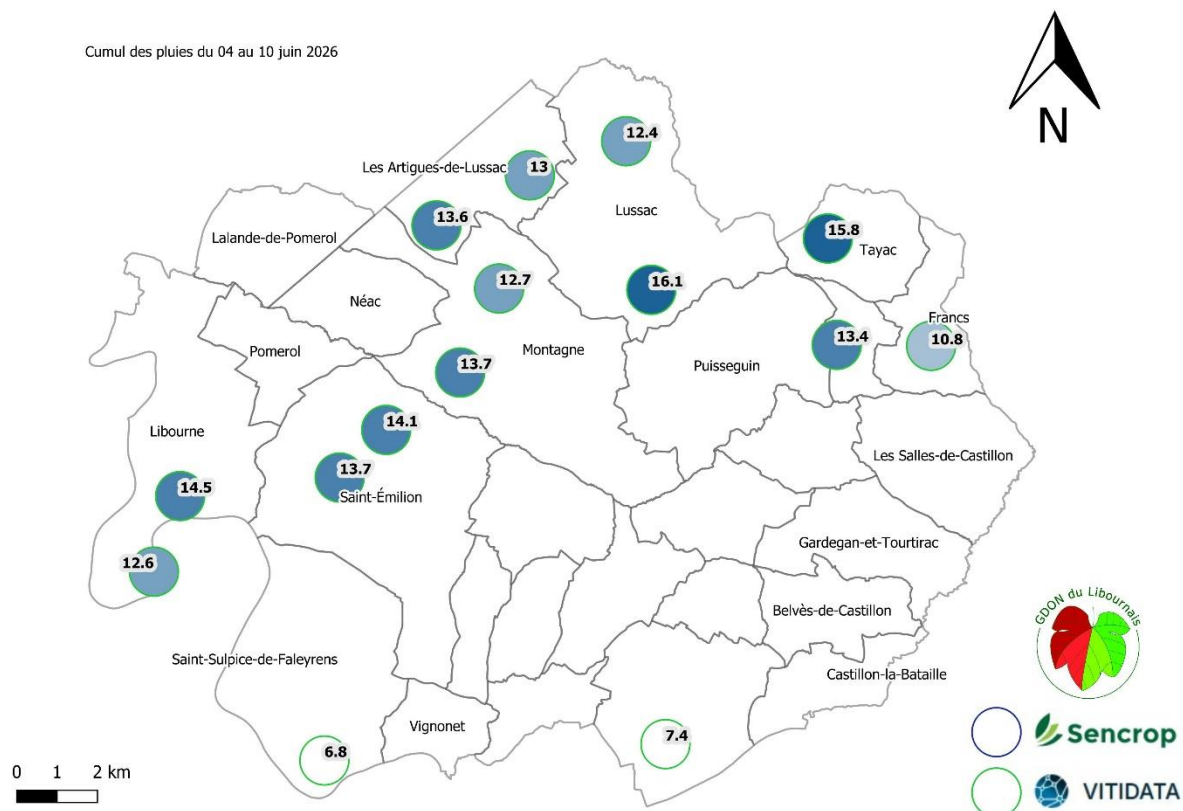 Cumul des pluies du 04 au 10 juin 2026
N
12.4
Les Artigues-de-Lussac
13
13.6
Lussac
Lalande-de-Pomerol
15.8
Tayac
Néac
12.7
16.1
Francs
10.8
Pomerol
Montagne
13.4
Puisseguin
13.7
14.1
Libourne
Les Salles-de-Castillon
13.7
Saint-Émilion
14.5
Gardegan-et-Tourtirac
12.6
Belvès-de-Castillon
GDON du Libournais
Saint-Sulpice-de-Faleyrens
Castillon-la-Bataille
Vignonet
Sencrop
6.8
7.4
0 1 2 km
VITIDATA